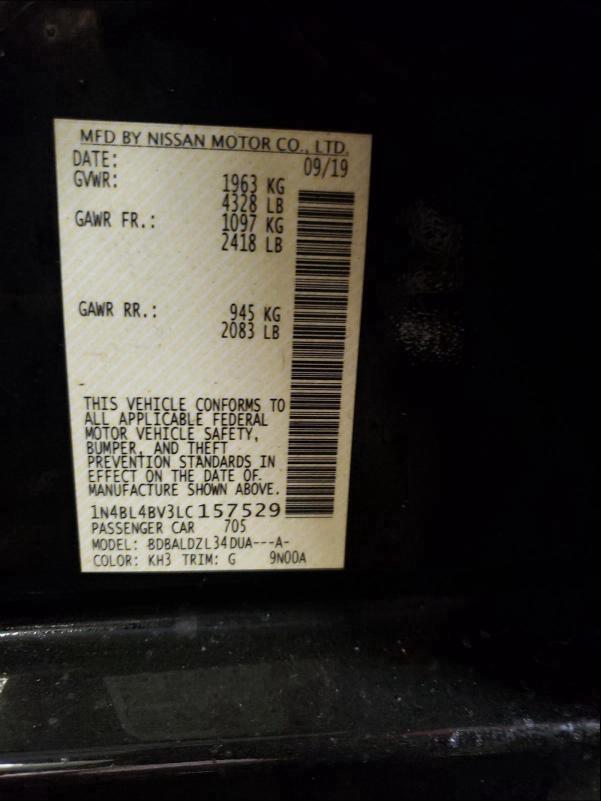 MFD BY NISSAN MOTOR CO., LTD.
DATE: 09/19
GVWR: 1963 KG
4328 LB
GAWR FR.: 1097 KG
2418 LB
GAWR RR.: 945 KG
2083 LB
THIS VEHICLE CONFORMS TO
ALL APPLICABLE FEDERAL
MOTOR VEHICLE SAFETY,
BUMPER, AND THEFT
PREVENTION STANDARDS IN
EFFECT ON THE DATE OF
MANUFACTURE SHOWN ABOVE.
1N4BL4BV3LC157529
PASSENGER CAR 705
MODEL: BDBALDZL34DUA---A-
COLOR: KH3 TRIM: G 9N00A